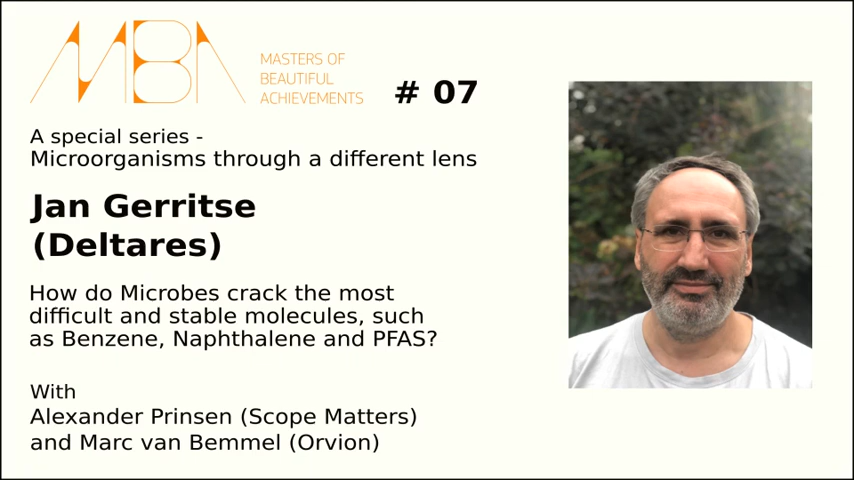 MBA
MASTERS OF
BEAUTIFUL
ACHIEVEMENTS
# 07
A special series -
Microorganisms through a different lens
Jan Gerritse
(Deltares)
How do Microbes crack the most
difficult and stable molecules, such
as Benzene, Naphthalene and PFAS?
With
Alexander Prinsen (Scope Matters)
and Marc van Bemmel (Orvion)